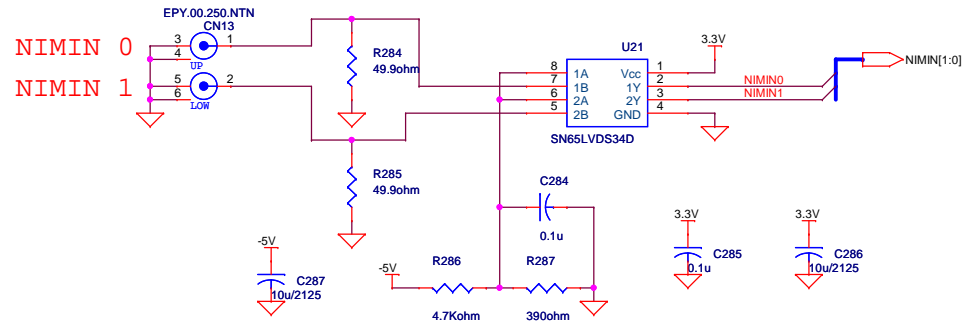 EPY.00.250.NTN
CN13
NIMIN 0
3
4
1
UP
NIMIN 1
5
6
2
LOW
R284
49.9ohm
R285
49.9ohm
U21
3.3V
8 1A Vcc 1
7 1B 1Y 2 NIMIN0
6 2A 2Y 3 NIMIN1
5 2B GND 4
SN65LVDS34D
NIMIN[1:0]
C284
0.1u
-5V
C287
10u/2125
-5V
R286
4.7Kohm
R287
390ohm
3.3V
C285
0.1u
3.3V
C286
10u/2125